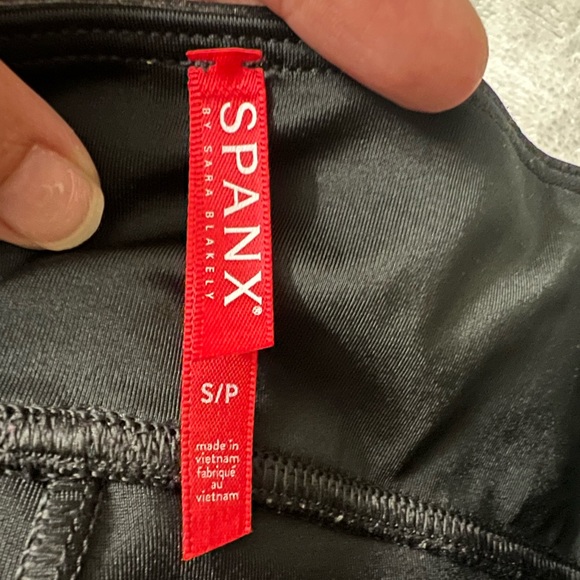 SPANX®
BY SARA BLAKELY
S/P
made in
vietnam
fabriqué
au
vietnam